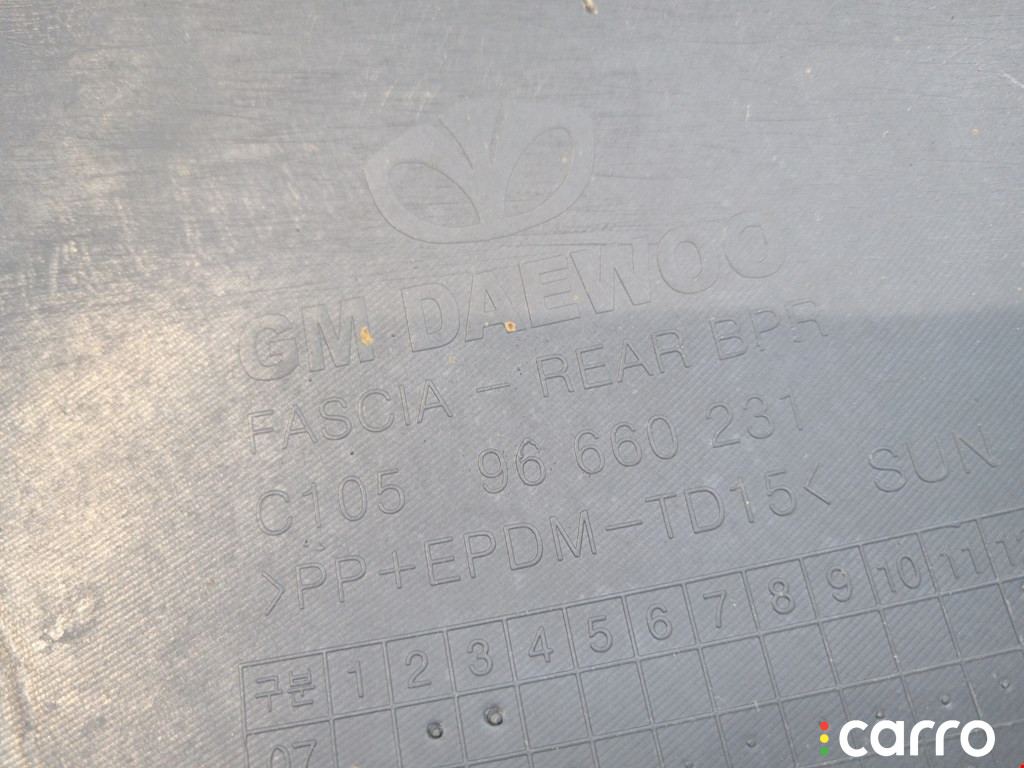 GM DAEWOO
FASCIA - REAR BPR
C105 96 660 231
>PP+EPDM-TD15< SUN
구분 1 2 3 4 5 6 7 8 9 10 11
07
carro